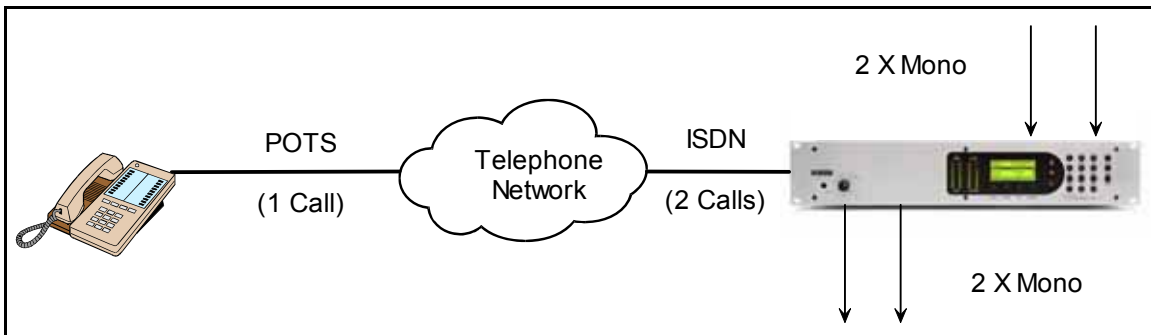 2 X Mono
POTS
(1 Call)
Telephone
Network
ISDN
(2 Calls)
2 X Mono